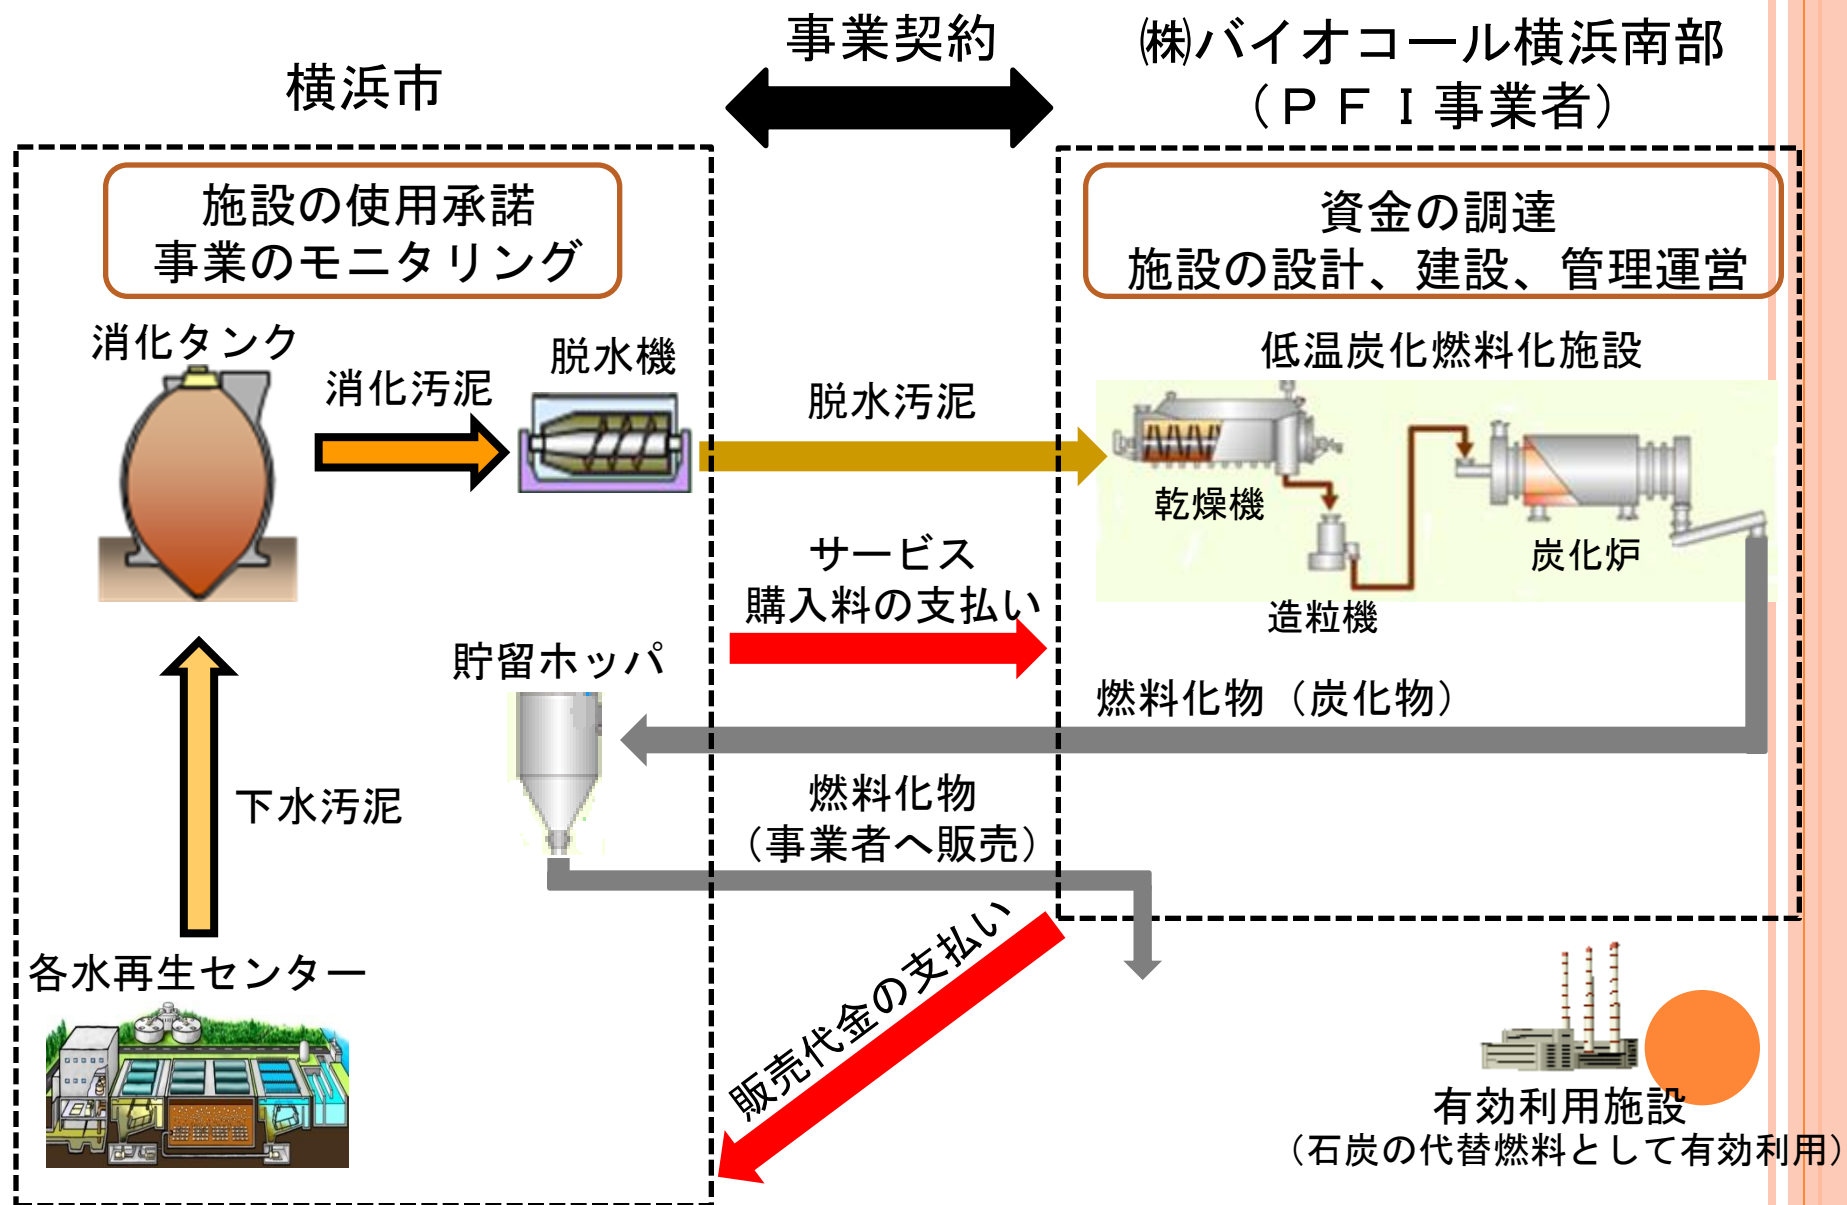 事業契約
横浜市
㈱バイオコール横浜南部
（ＰＦＩ事業者）
施設の使用承諾
事業のモニタリング
資金の調達
施設の設計、建設、管理運営
消化タンク
消化汚泥
脱水機
脱水汚泥
低温炭化燃料化施設
乾燥機
造粒機
炭化炉
サービス
購入料の支払い
貯留ホッパ
燃料化物（炭化物）
燃料化物
（事業者へ販売）
下水汚泥
各水再生センター
販売代金の支払い
有効利用施設
（石炭の代替燃料として有効利用）